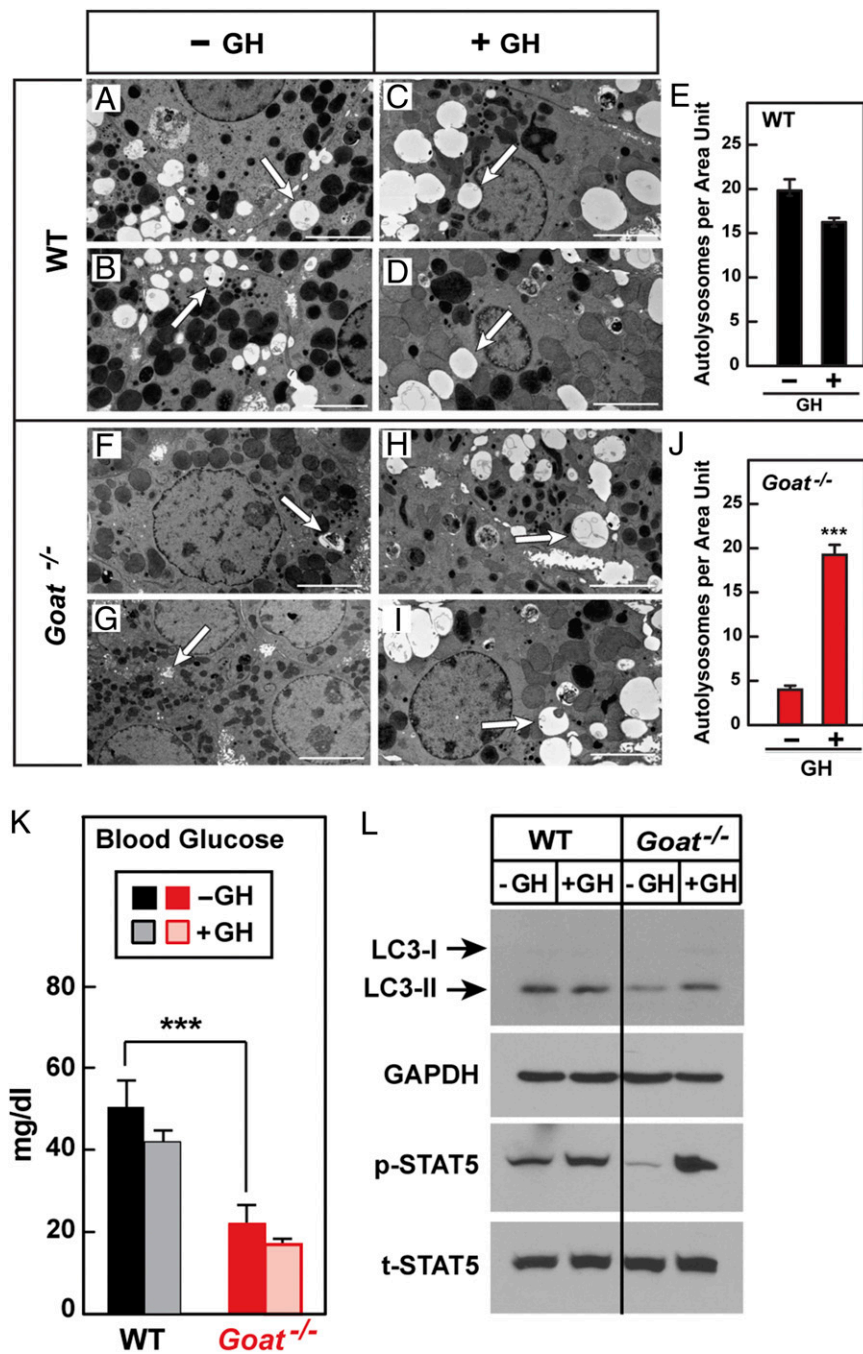 – GH
+ GH
WT
A
C
B
D
E
WT
Autolysosomes per Area Unit
25
20
15
10
5
0
– +
GH
Goat -/-
F
H
G
I
J
Goat -/-
Autolysosomes per Area Unit
25
20
15
10
5
0
***
– +
GH
K
Blood Glucose
–GH
+GH
mg/dl
80
60
40
20
0
***
WT
Goat -/-
L
WT
Goat -/-
- GH
+GH
-GH
+GH
LC3-I
LC3-II
GAPDH
p-STAT5
t-STAT5